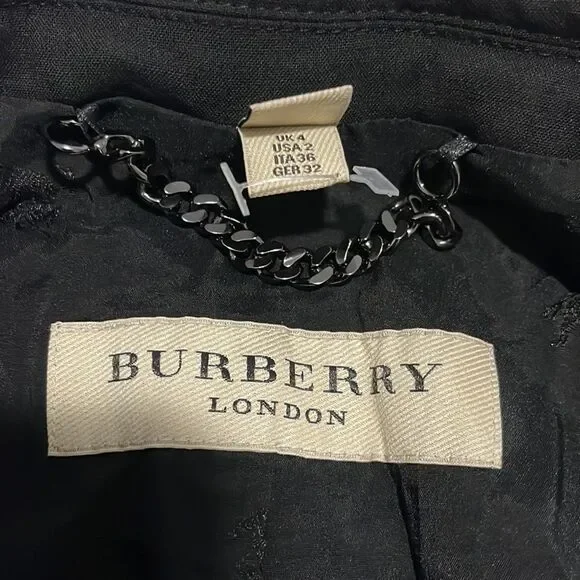 UK 4
USA 2
ITA 36
GER 32
BURBERRY
LONDON